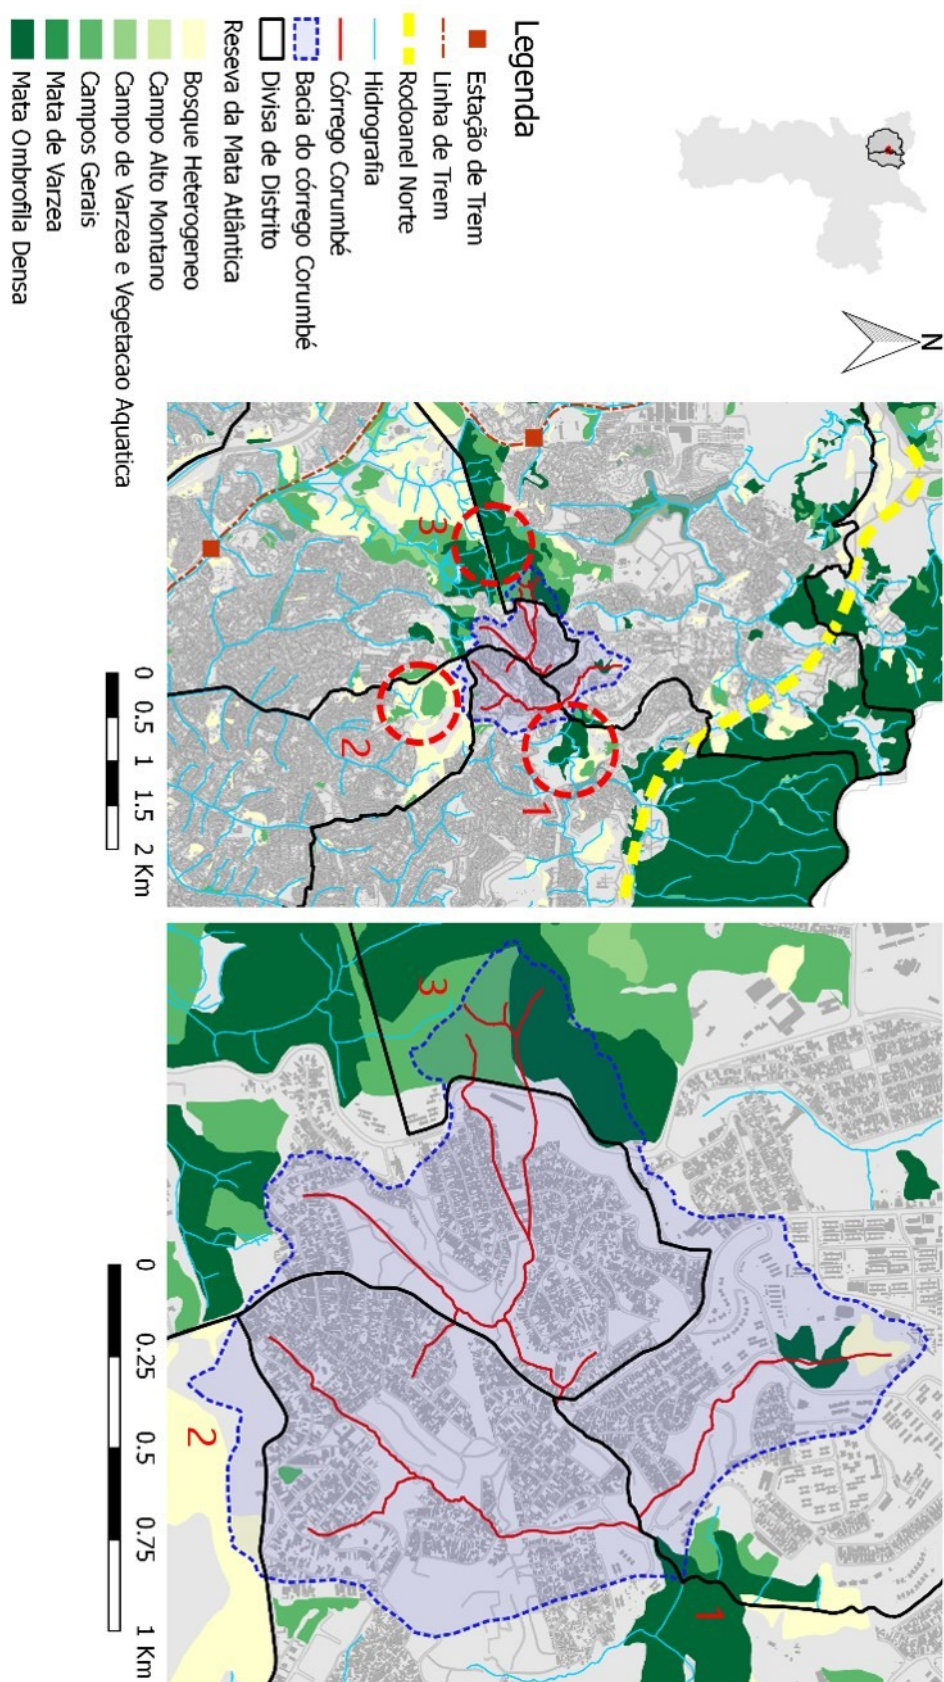 N
Legenda
Estação de Trem
Linha de Trem
Rodoanel Norte
Hidrografia
Córrego Corumbé
Bacia do córrego Corumbé
Divisa de Distrito
Reseva da Mata Atlântica
Bosque Heterogeneo
Campo Alto Montano
Campo de Varzea e Vegetacao Aquatica
Campos Gerais
Mata de Varzea
Mata Ombrofila Densa
3
2
1
0 0.5 1 1.5 2 Km
3
2
1
0 0.25 0.5 0.75 1 Km